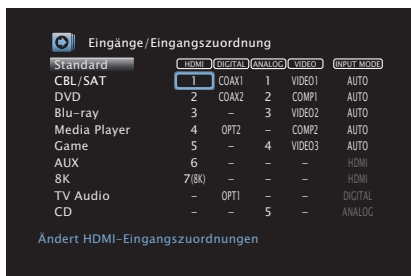 Eingänge/Eingangszuordnung
Standard HDMI DIGITAL ANALOG VIDEO INPUT MODE
CBL/SAT 1 COAX1 1 VIDEO1 AUTO
DVD 2 COAX2 2 COMP1 AUTO
Blu-ray 3 – 3 VIDEO2 AUTO
Media Player 4 OPT2 – COMP2 AUTO
Game 5 – 4 VIDEO3 AUTO
AUX 6 – – – HDMI
8K 7(8K) – – – HDMI
TV Audio – OPT1 – – DIGITAL
CD – – 5 – ANALOG
Ändert HDMI-Eingangszuordnungen